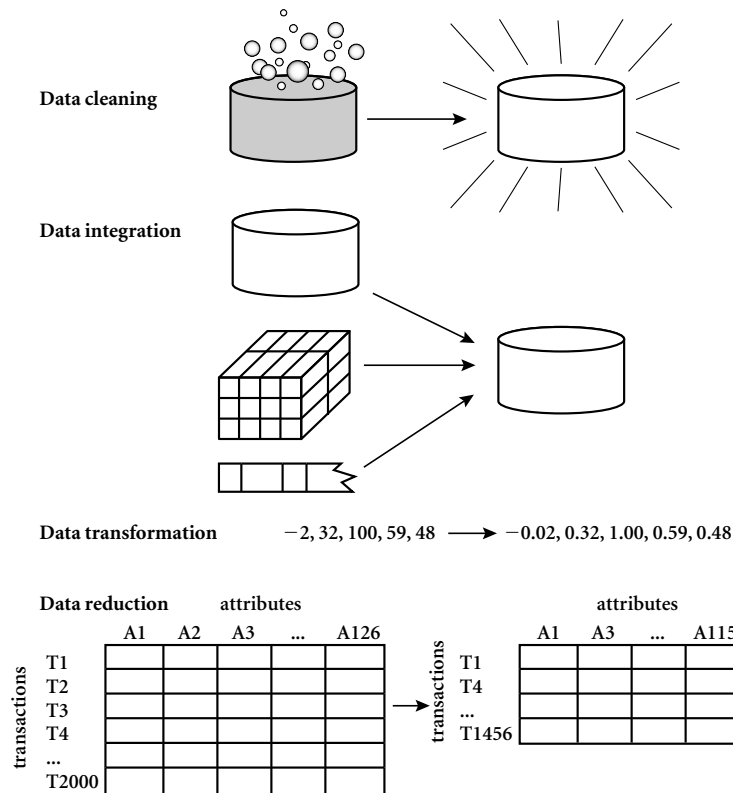 Data cleaning
Data integration
Data transformation −2, 32, 100, 59, 48 −0.02, 0.32, 1.00, 0.59, 0.48
Data reduction attributes attributes
A1 A2 A3 ... A126 A1 A3 ... A115
transactions
T1
T2
T3
T4
...
T2000
transactions
T1
T4
...
T1456